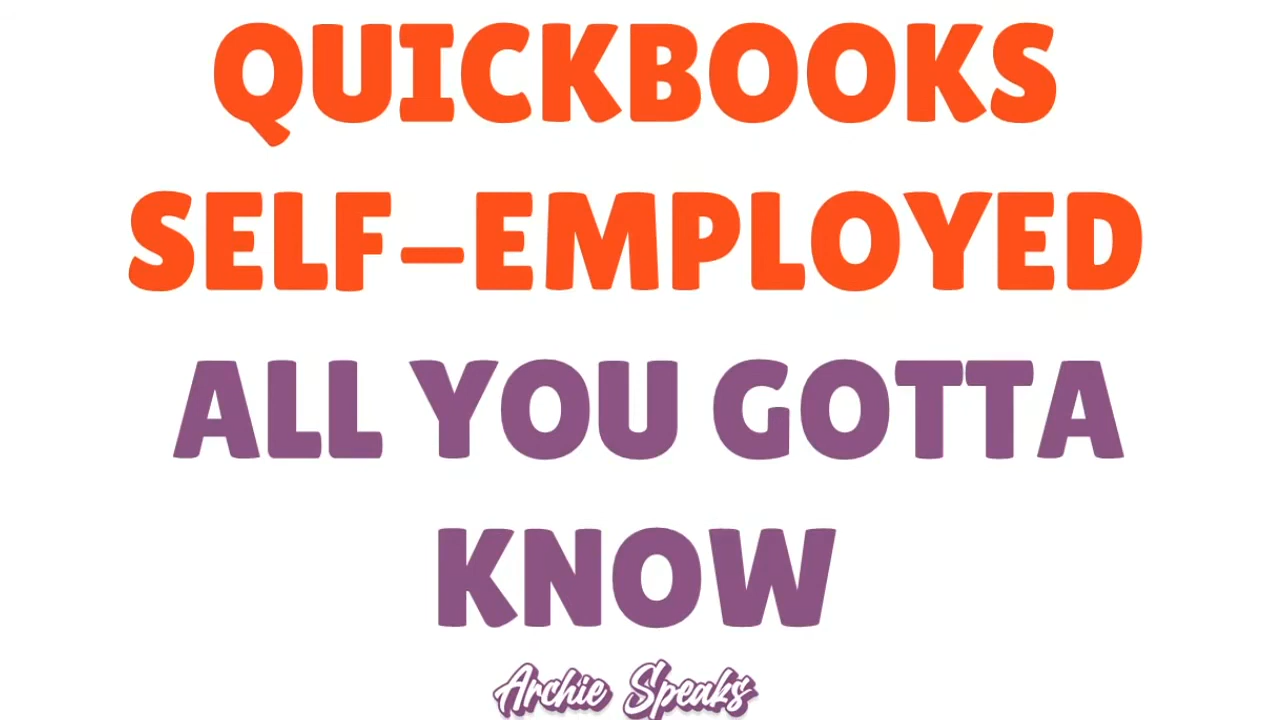 QUICKBOOKS
SELF-EMPLOYED
ALL YOU GOTTA
KNOW
Archie Speaks